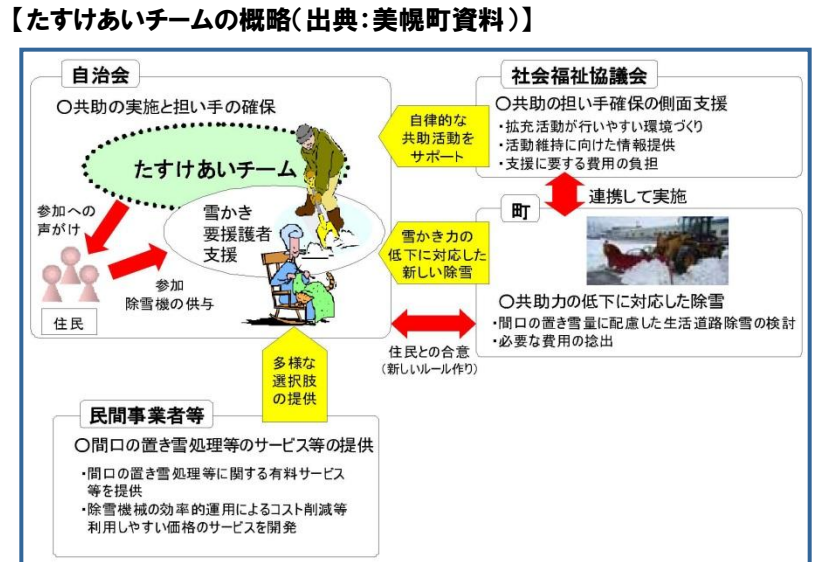 【たすけあいチームの概略（出典：美幌町資料）】
自治会
○共助の実施と担い手の確保
たすけあいチーム
参加への
声がけ
雪かき
要援護者
支援
参加
除雪機の供与
住民
自律的な
共助活動を
サポート
社会福祉協議会
○共助の担い手確保の側面支援
・拡充活動が行いやすい環境づくり
・活動維持に向けた情報提供
・支援に要する費用の負担
連携して実施
町
雪かき力の
低下に対応した
新しい除雪
○共助力の低下に対応した除雪
・間口の置き雪量に配慮した生活道路除雪の検討
・必要な費用の捻出
住民との合意
（新しいルール作り）
多様な
選択肢
の提供
民間事業者等
○間口の置き雪処理等のサービス等の提供
・間口の置き雪処理等に関する有料サービス
等を提供
・除雪機械の効率的運用によるコスト削減等
利用しやすい価格のサービスを開発